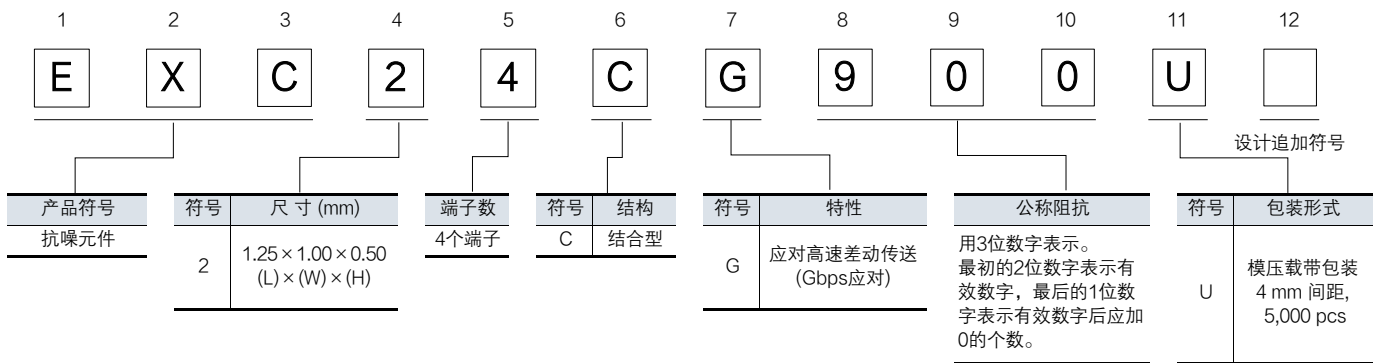 1 2 3 4 5 6 7 8 9 10 11 12
E X C 2 4 C G 9 0 0 U
设计追加符号
产品符号
抗噪元件
符号 尺 寸 (mm)
2 1.25×1.00×0.50
(L)×(W)×(H)
端子数
4个端子
符号 结构
C 结合型
符号 特性
G 应对高速差动传送
(Gbps应对)
公称阻抗
用3位数字表示。
最初的2位数字表示有
效数字，最后的1位数
字表示有效数字后应加
0的个数。
符号 包装形式
U 模压载带包装
4 mm 间距,
5,000 pcs